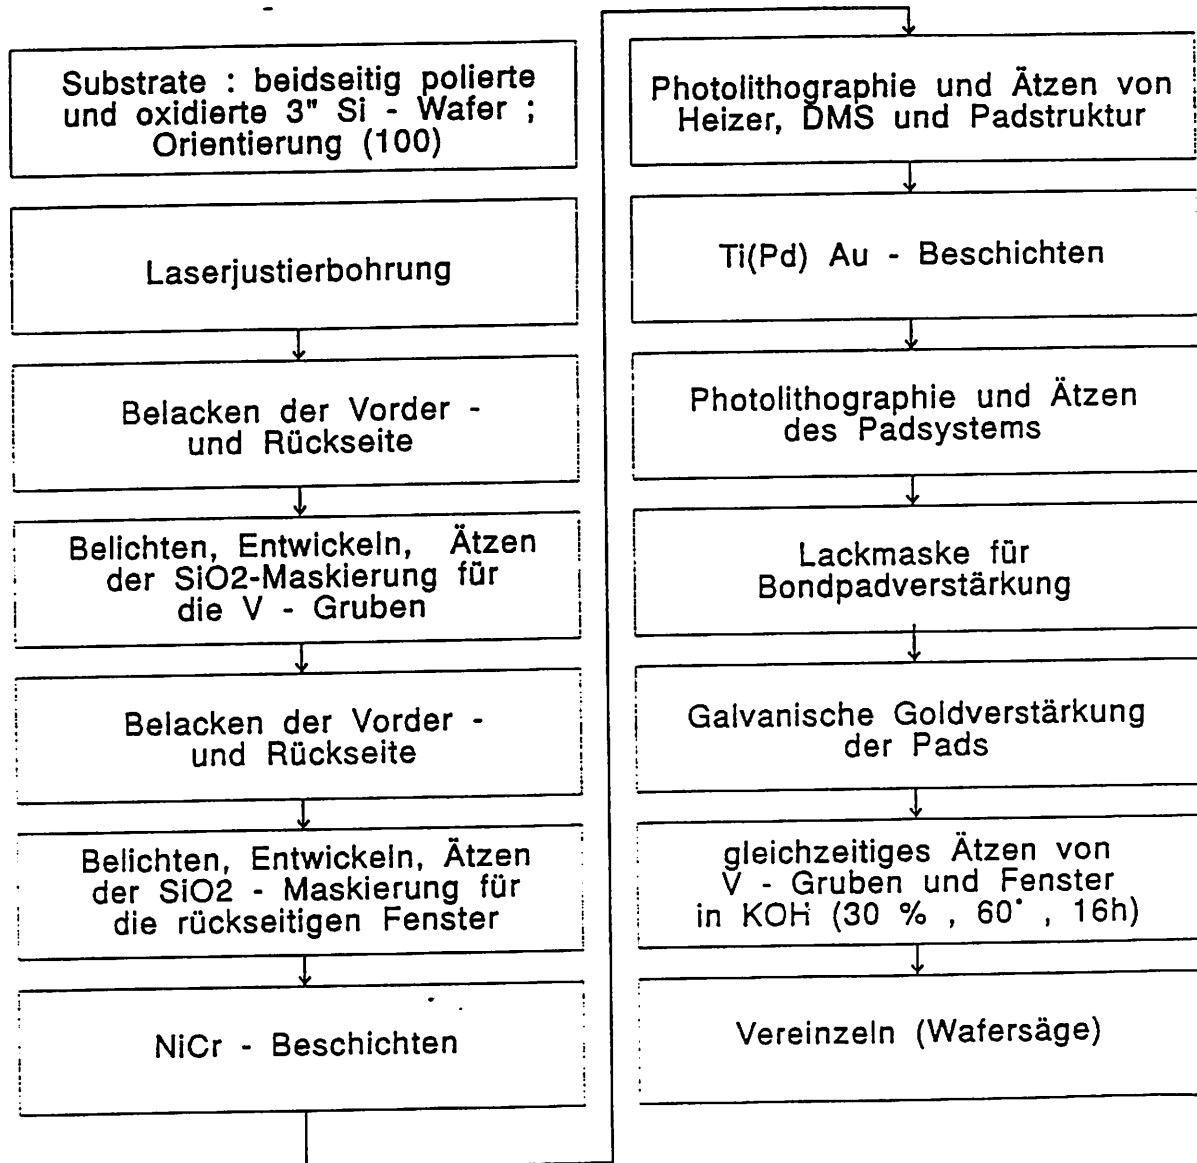 Substrate : beidseitig polierte
und oxidierte 3" Si - Wafer ;
Orientierung (100)
Laserjustierbohrung
Belacken der Vorder -
und Rückseite
Belichten, Entwickeln, Ätzen
der SiO2-Maskierung für
die V - Gruben
Belacken der Vorder -
und Rückseite
Belichten, Entwickeln, Ätzen
der SiO2 - Maskierung für
die rückseitigen Fenster
NiCr - Beschichten
Photolithographie und Ätzen von
Heizer, DMS und Padstruktur
Ti(Pd) Au - Beschichten
Photolithographie und Ätzen
des Padsystems
Lackmaske für
Bondpadverstärkung
Galvanische Goldverstärkung
der Pads
gleichzeitiges Ätzen von
V - Gruben und Fenster
in KOH (30 % , 60° , 16h)
Vereinzeln (Wafersäge)